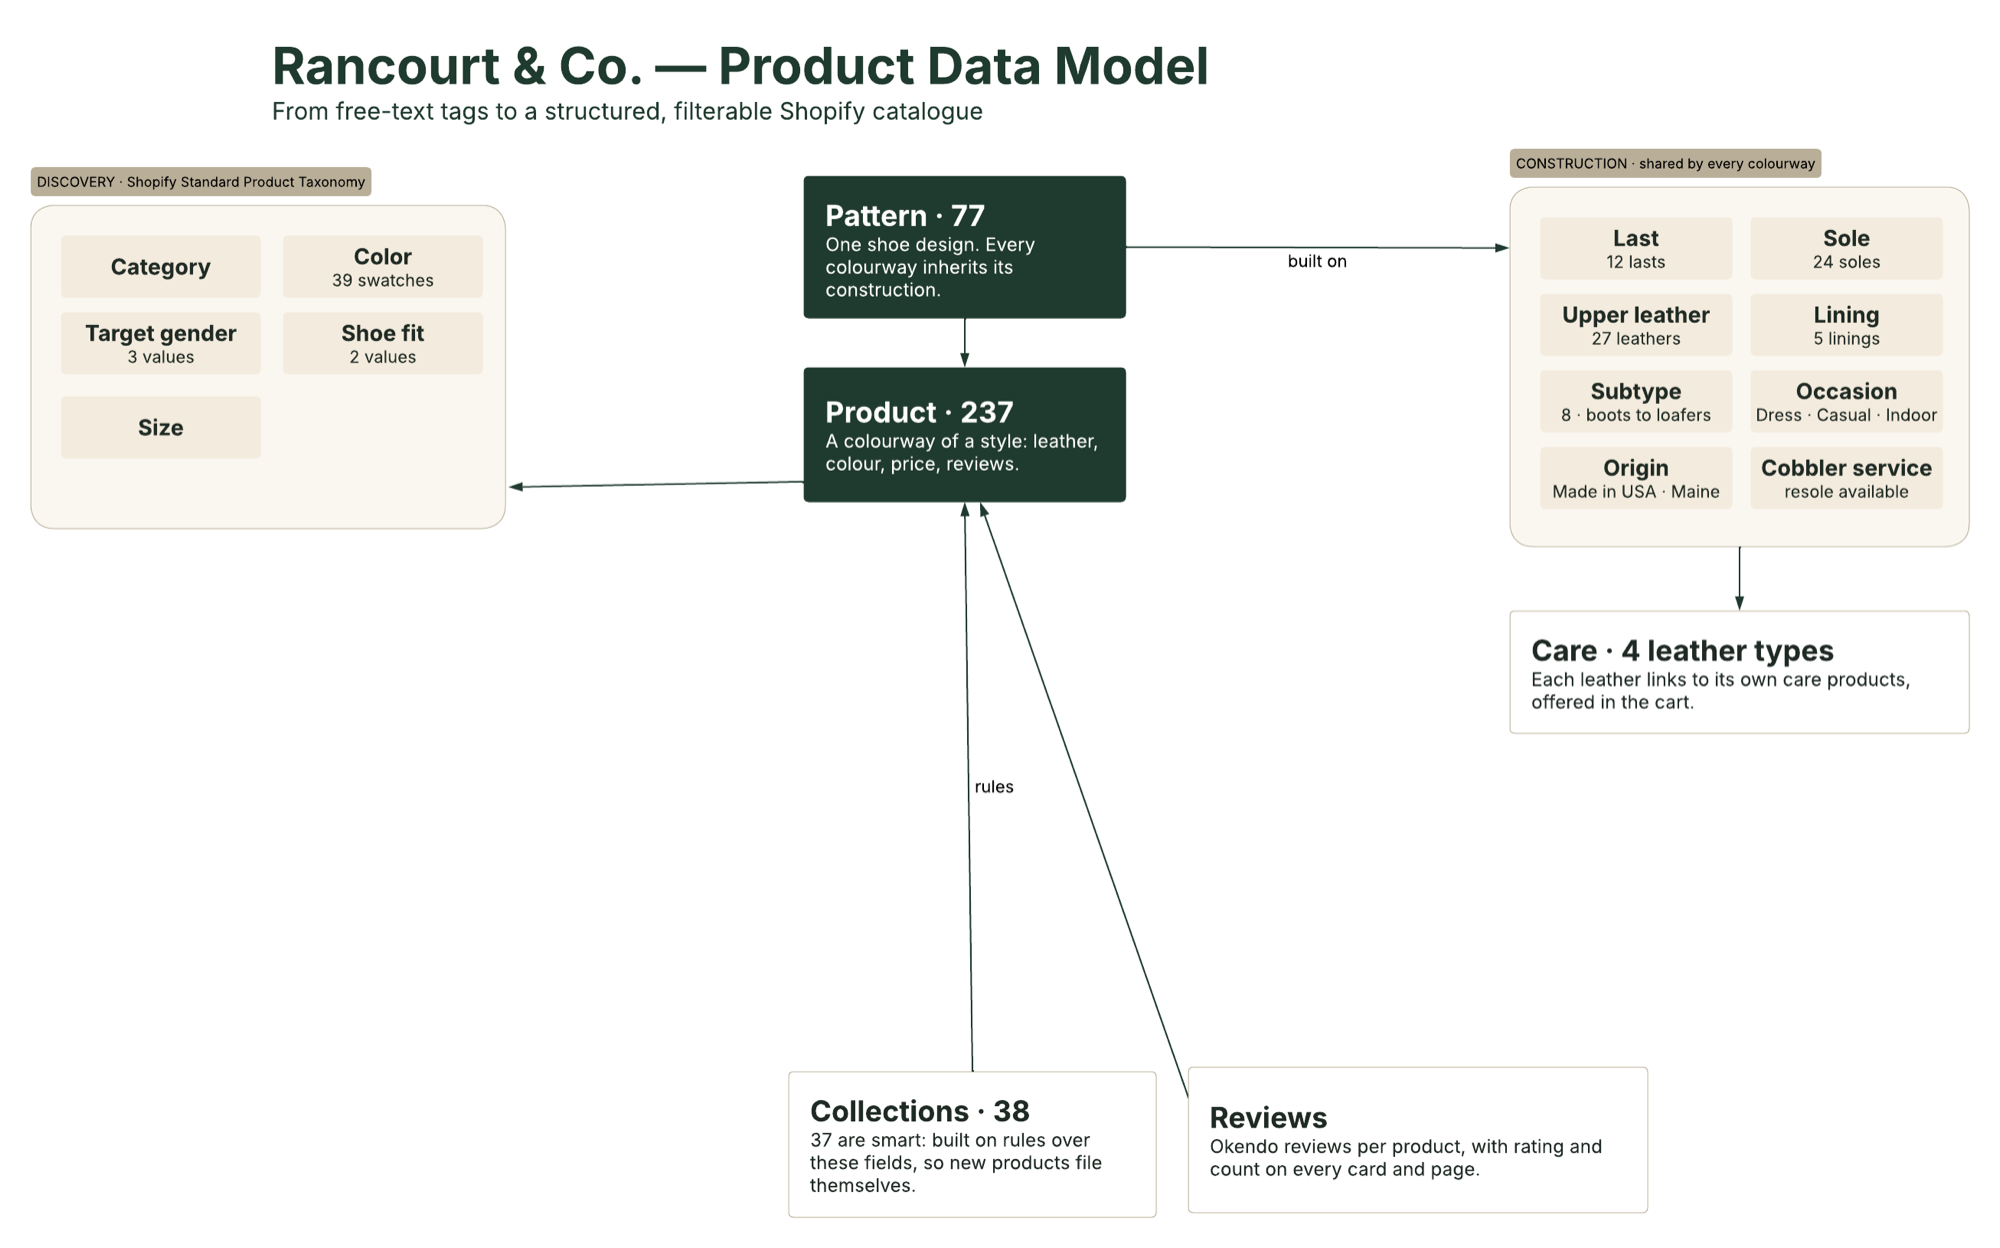 Rancourt & Co. — Product Data Model
From free-text tags to a structured, filterable Shopify catalogue
DISCOVERY · Shopify Standard Product Taxonomy
Category
Color
39 swatches
Target gender
3 values
Shoe fit
2 values
Size
Pattern · 77
One shoe design. Every
colourway inherits its
construction.
built on
Product · 237
A colourway of a style: leather,
colour, price, reviews.
CONSTRUCTION · shared by every colourway
Last
12 lasts
Sole
24 soles
Upper leather
27 leathers
Lining
5 linings
Subtype
8 · boots to loafers
Occasion
Dress · Casual · Indoor
Origin
Made in USA · Maine
Cobbler service
resole available
Care · 4 leather types
Each leather links to its own care products,
offered in the cart.
rules
Collections · 38
37 are smart: built on rules over
these fields, so new products file
themselves.
Reviews
Okendo reviews per product, with rating and
count on every card and page.